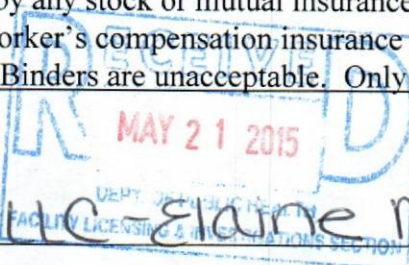 by any stock or mutual insurance
orker's compensation insurance
Binders are unacceptable. Only
RECEIVED
MAY 21 2015
DEPT OF PUBLIC HEALTH
FACILITY LICENSING & INVESTIGATIONS SECTION
LLC-Elaine